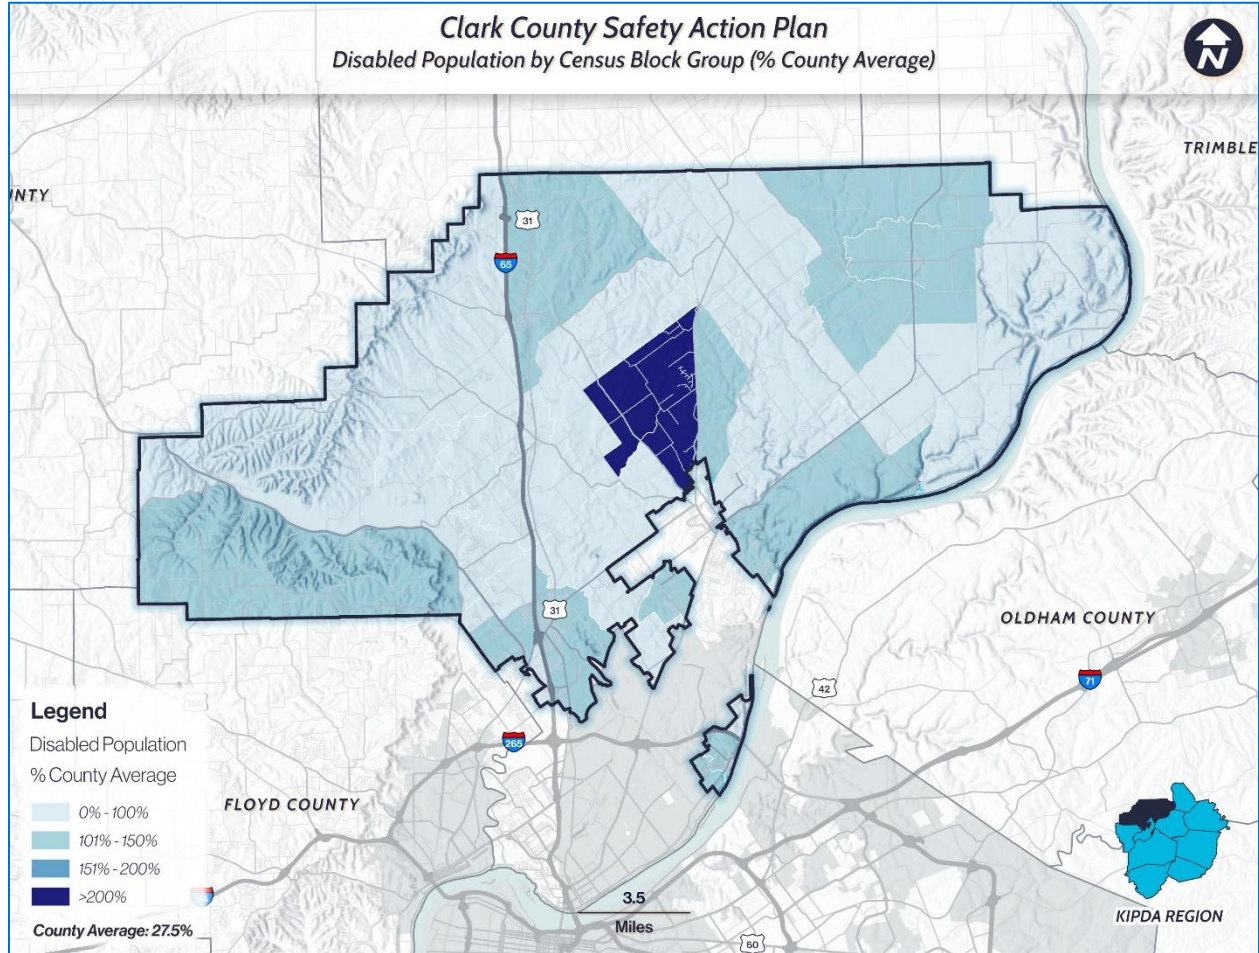 Clark County Safety Action Plan
Disabled Population by Census Block Group (% County Average)
N
TRIMBLE
UNTY
31
65
31
OLDHAM COUNTY
71
42
265
FLOYD COUNTY
Legend
Disabled Population
% County Average
0% - 100%
101% - 150%
151% - 200%
>200%
County Average: 27.5%
3.5
Miles
60
KIPDA REGION